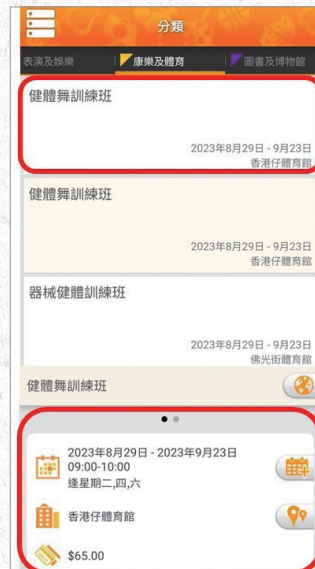 分類
表演及娛樂 康樂及體育 圖書及博物館
健體舞訓練班
2023年8月29日 - 9月23日
香港仔體育館
健體舞訓練班
2023年8月29日 - 9月23日
香港仔體育館
器械健體訓練班
2023年8月29日 - 9月23日
佛光街體育館
健體舞訓練班
2023年8月29日 - 2023年9月23日
09:00-10:00
逢星期二,四,六
香港仔體育館
$65.00